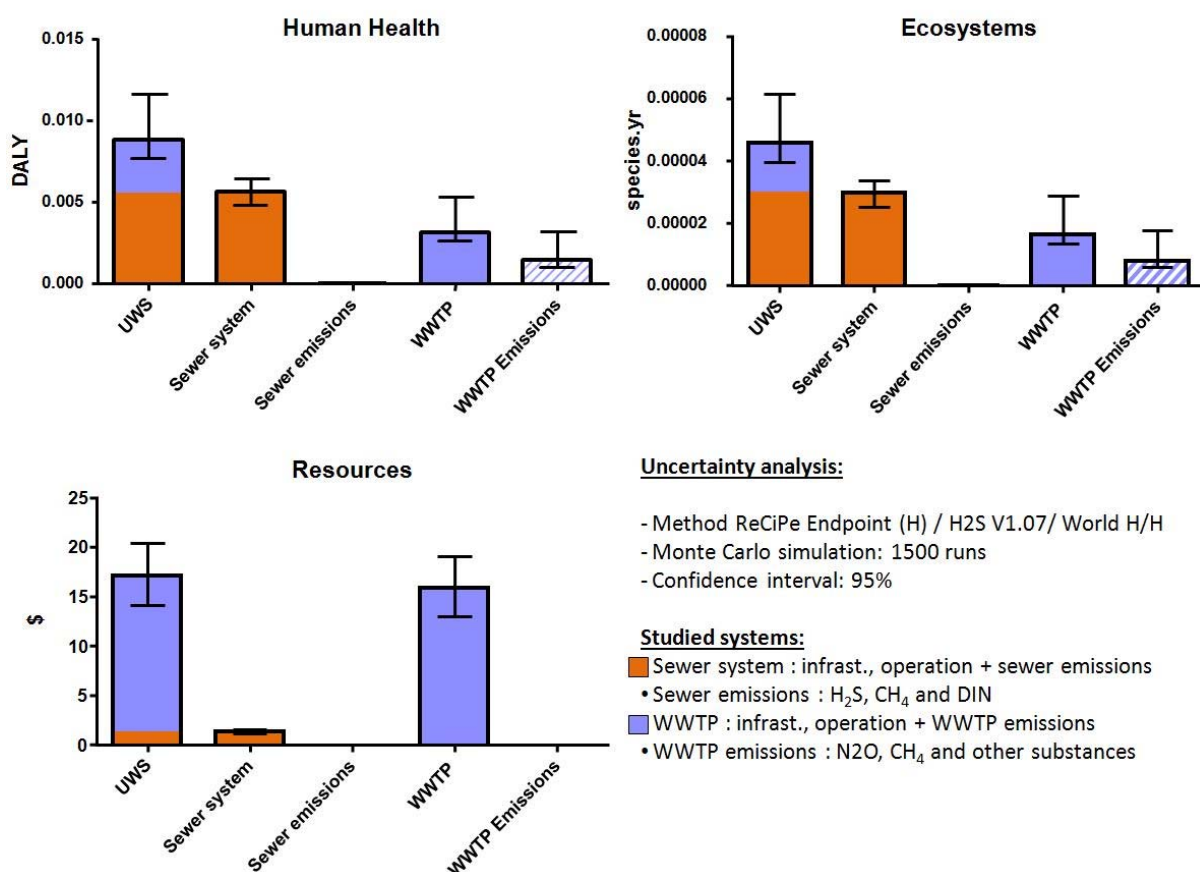 Human Health
DALY
0.015
0.010
0.005
0.000
UWS
Sewer system
Sewer emissions
WWTP
WWTP Emissions
Ecosystems
species.yr
0.00008
0.00006
0.00004
0.00002
0.00000
UWS
Sewer system
Sewer emissions
WWTP
WWTP Emissions
Resources
$
25
20
15
10
5
0
UWS
Sewer system
Sewer emissions
WWTP
WWTP Emissions
Uncertainty analysis:
- Method ReCiPe Endpoint (H) / H2S V1.07/ World H/H
- Monte Carlo simulation: 1500 runs
- Confidence interval: 95%
Studied systems:
Sewer system : infrast., operation + sewer emissions
• Sewer emissions : H₂S, CH₄ and DIN
WWTP : infrast., operation + WWTP emissions
• WWTP emissions : N2O, CH₄ and other substances